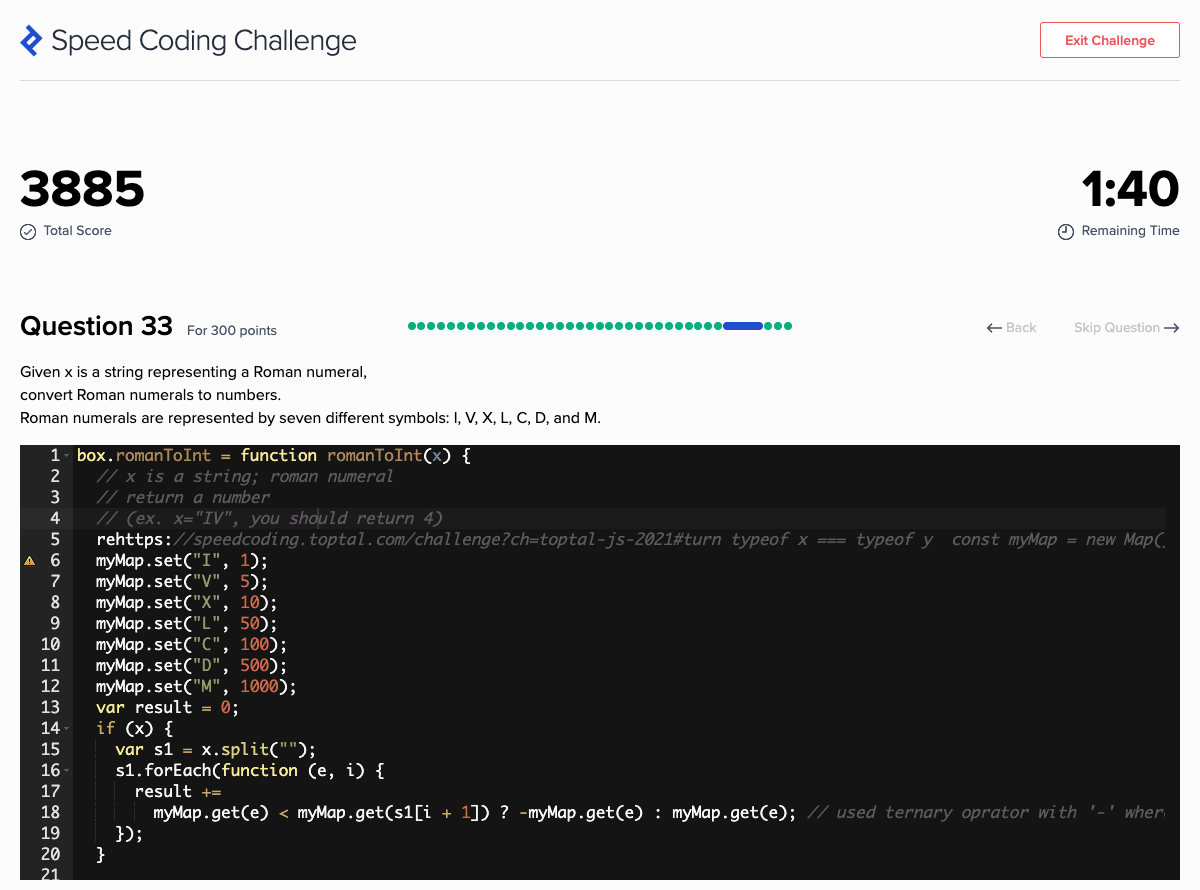 Speed Coding Challenge
Exit Challenge
3885
Total Score
1:40
Remaining Time
Question 33 For 300 points
Back
Skip Question
Given x is a string representing a Roman numeral,
convert Roman numerals to numbers.
Roman numerals are represented by seven different symbols: I, V, X, L, C, D, and M.
1 box.romanToInt = function romanToInt(x) {
2 // x is a string; roman numeral
3 // return a number
4 // (ex. x="IV", you should return 4)
5 rehttps://speedcoding.toptal.com/challenge?ch=toptal-js-2021#turn typeof x === typeof y  const myMap = new Map(
6 myMap.set("I", 1);
7 myMap.set("V", 5);
8 myMap.set("X", 10);
9 myMap.set("L", 50);
10 myMap.set("C", 100);
11 myMap.set("D", 500);
12 myMap.set("M", 1000);
13 var result = 0;
14 if (x) {
15 var s1 = x.split("");
16 s1.forEach(function (e, i) {
17 result +=
18 myMap.get(e) < myMap.get(s1[i + 1]) ? -myMap.get(e) : myMap.get(e); // used ternary oprator with '-' wher
19 });
20 }
21